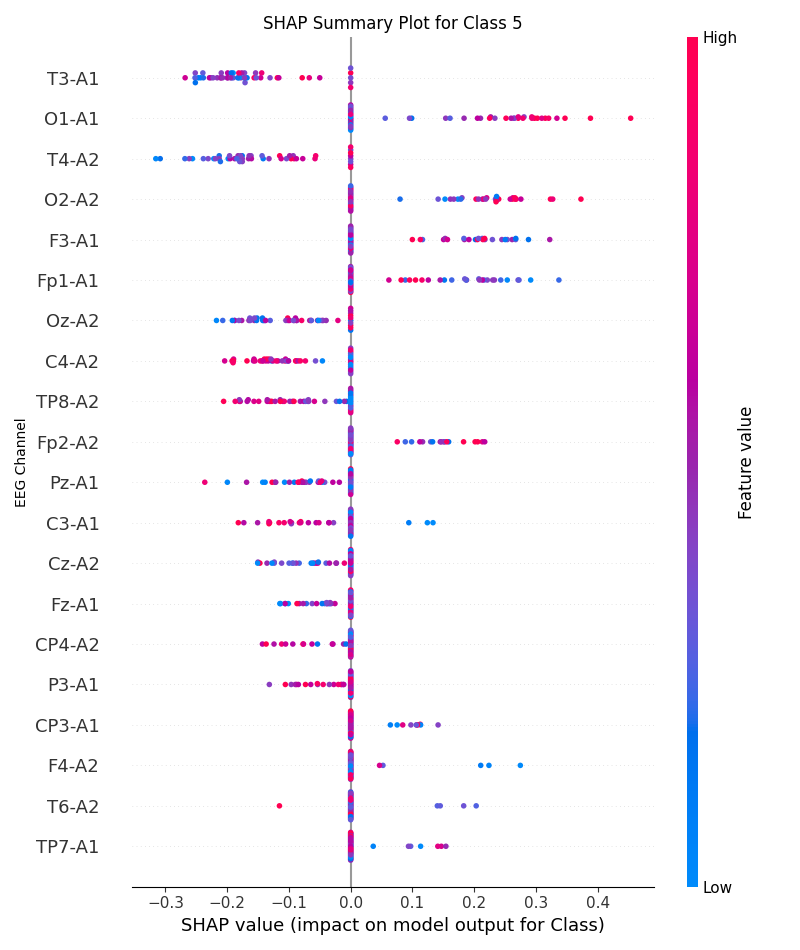 SHAP Summary Plot for Class 5
High
T3-A1
O1-A1
T4-A2
O2-A2
F3-A1
Fp1-A1
Oz-A2
C4-A2
TP8-A2
Fp2-A2
Pz-A1
C3-A1
Cz-A2
Fz-A1
CP4-A2
P3-A1
CP3-A1
F4-A2
T6-A2
TP7-A1
EEG Channel
Feature value
Low
−0.3 −0.2 −0.1 0.0 0.1 0.2 0.3 0.4
SHAP value (impact on model output for Class)